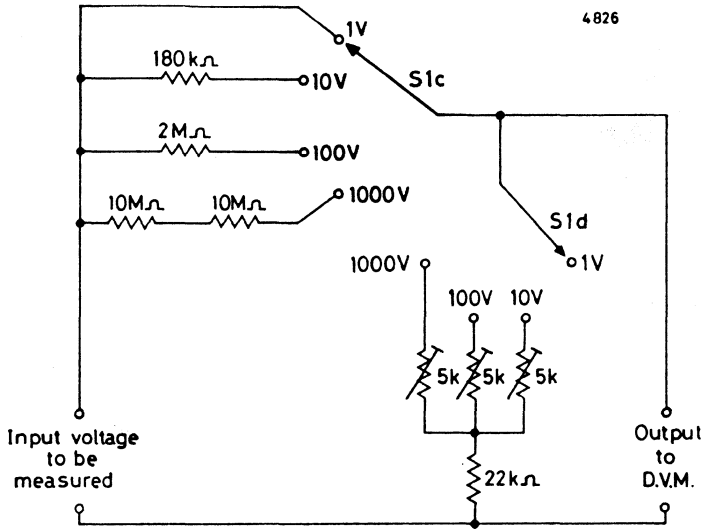 4826
1V
180kΩ
S1c
10V
2MΩ
100V
10MΩ
10MΩ
1000V
S1d
1000V
1V
100V
10V
5k
5k
5k
Input voltage
to be
measured
Output
to
D.V.M.
22kΩ